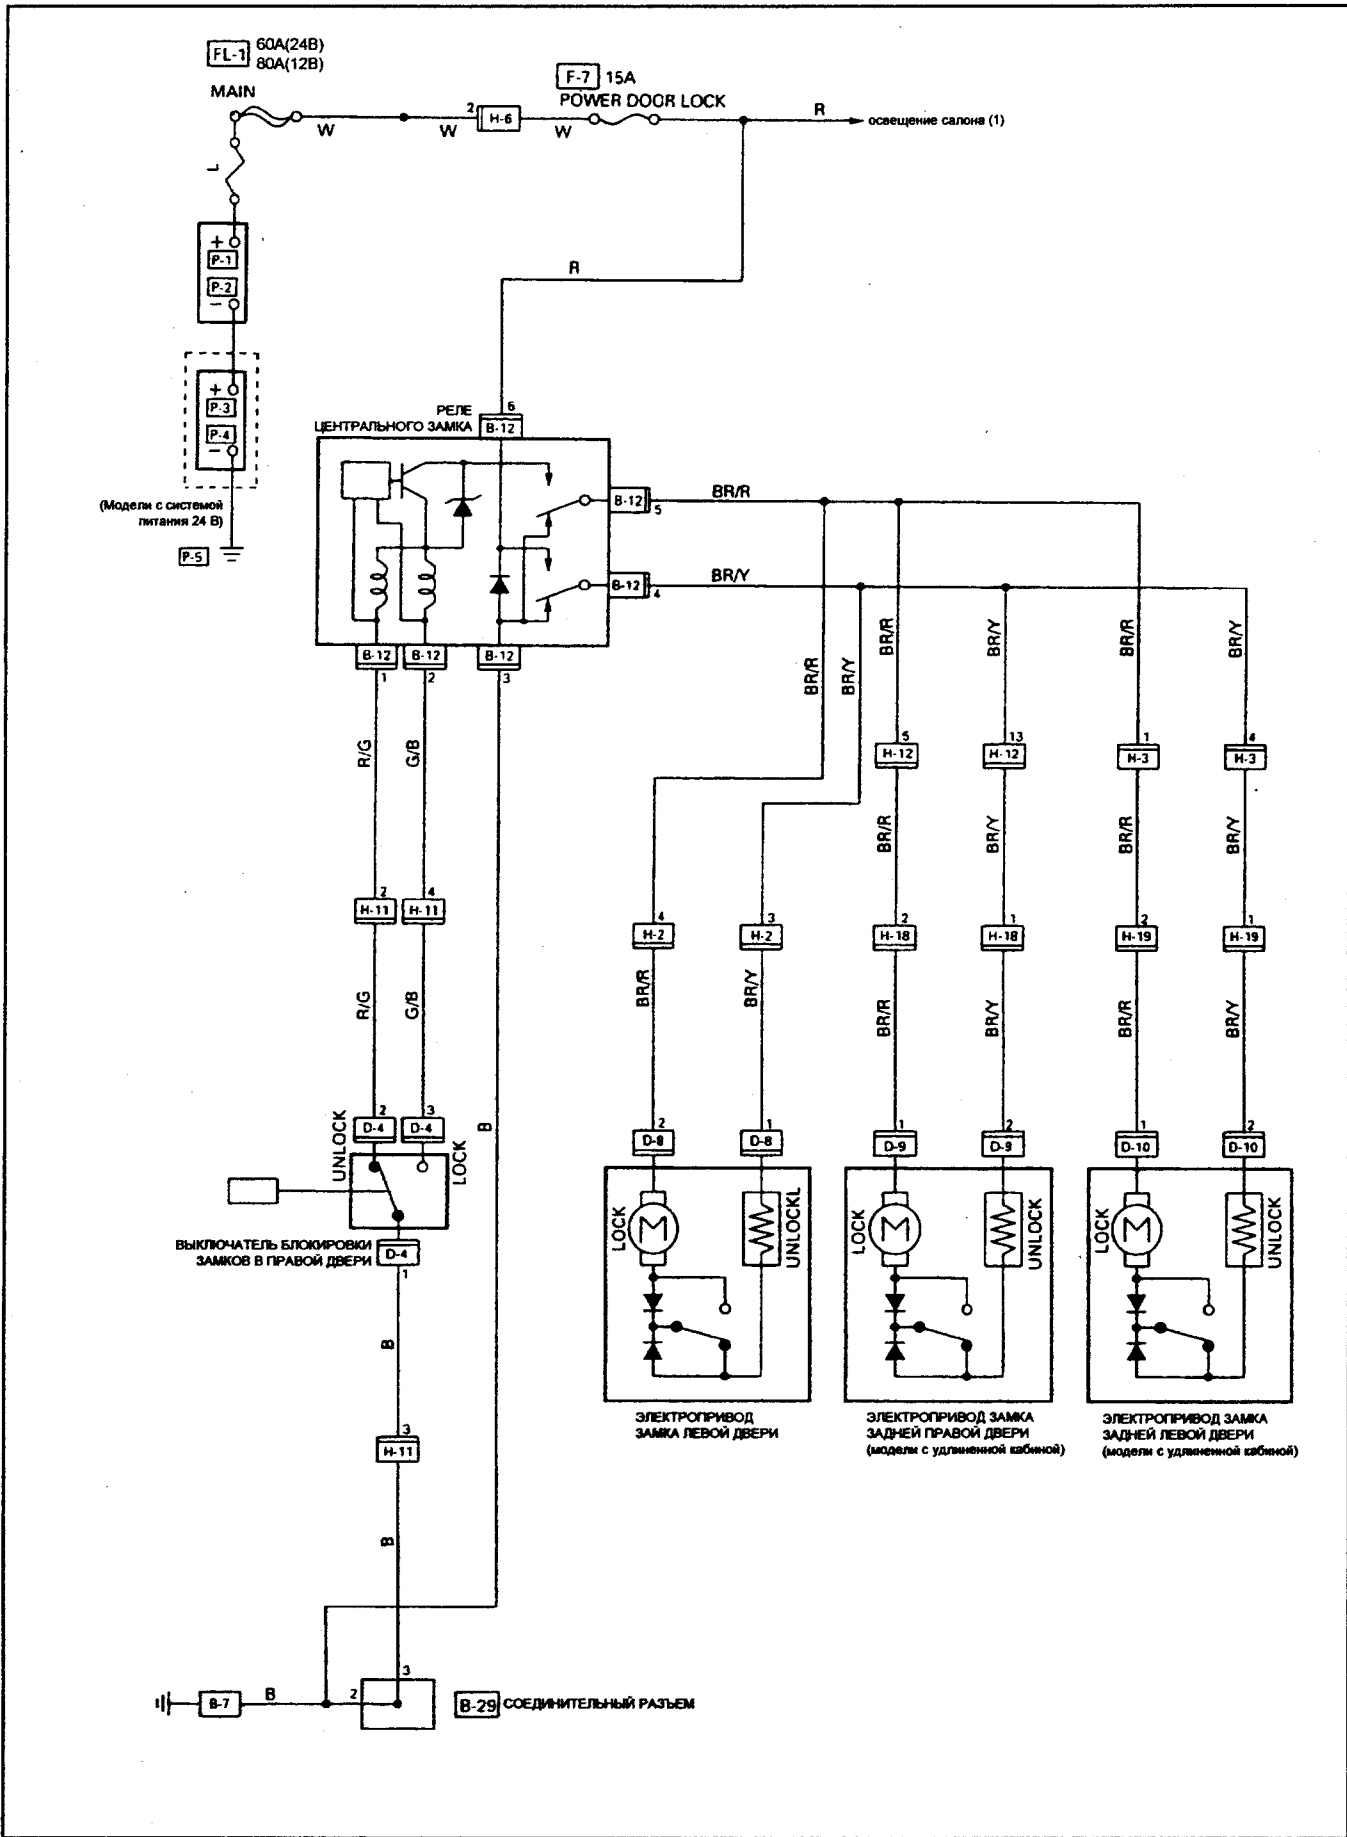 FL-1 60A(24B)
80A(12B)
MAIN
F-7 15A
POWER DOOR LOCK
W
W
2
H-6
W
R
освещение салона (1)
L
+
P-1
P-2
−
R
+
P-3
P-4
−
(Модели с системой
питания 24 В)
P-5
РЕЛЕ
ЦЕНТРАЛЬНОГО ЗАМКА
6
B-12
B-12
5
BR/R
B-12
4
BR/Y
B-12
B-12
B-12
1
2
3
BR/R
BR/Y
BR/R
BR/Y
BR/R
BR/Y
R/G
G/B
5
H-12
13
H-12
1
H-3
4
H-3
BR/R
BR/Y
BR/R
BR/Y
2
H-11
4
H-11
4
H-2
3
H-2
2
H-18
1
H-18
2
H-19
1
H-19
R/G
G/B
BR/R
BR/Y
BR/R
BR/Y
BR/R
BR/Y
2
D-4
3
D-4
B
2
D-8
1
D-8
1
D-9
2
D-9
1
D-10
2
D-10
UNLOCK
LOCK
LOCK
M
UNLOCKL
LOCK
M
UNLOCK
LOCK
M
UNLOCK
ВЫКЛЮЧАТЕЛЬ БЛОКИРОВКИ
ЗАМКОВ В ПРАВОЙ ДВЕРИ
D-4
1
B
ЭЛЕКТРОПРИВОД
ЗАМКА ЛЕВОЙ ДВЕРИ
ЭЛЕКТРОПРИВОД ЗАМКА
ЗАДНЕЙ ПРАВОЙ ДВЕРИ
(модели с удлиненной кабиной)
ЭЛЕКТРОПРИВОД ЗАМКА
ЗАДНЕЙ ЛЕВОЙ ДВЕРИ
(модели с удлиненной кабиной)
3
H-11
B
3
B-7
B
2
B-29 СОЕДИНИТЕЛЬНЫЙ РАЗЪЕМ